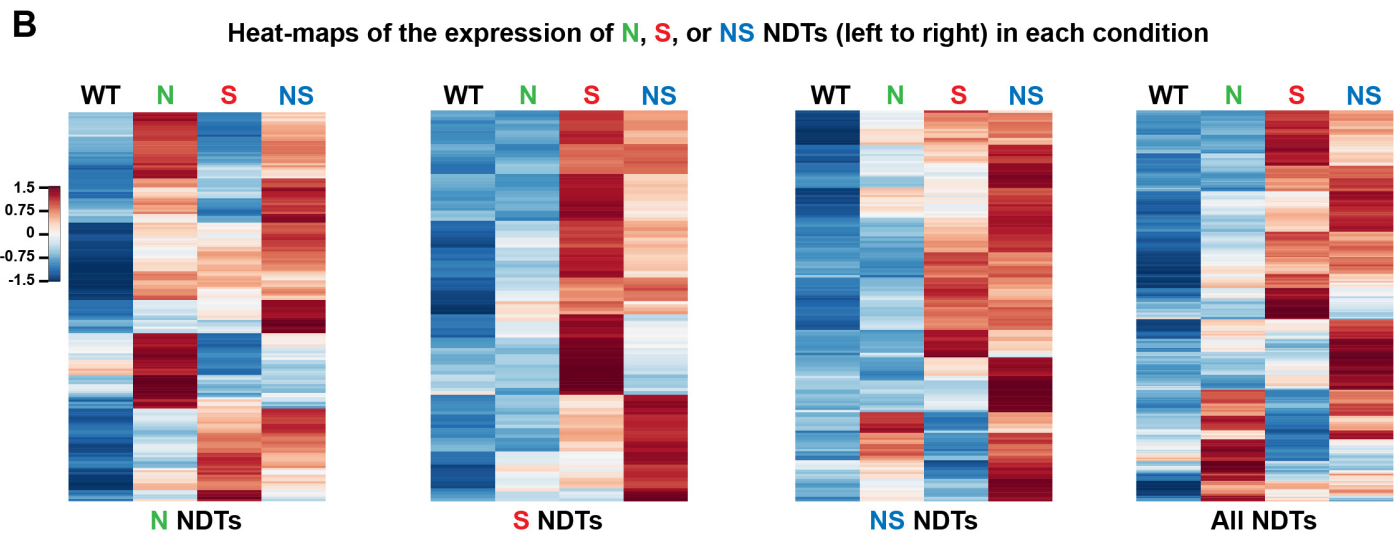 B
Heat-maps of the expression of N, S, or NS NDTs (left to right) in each condition
WT N S NS
WT N S NS
WT N S NS
WT N S NS
1.5
0.75
0
-0.75
-1.5
N NDTs
S NDTs
NS NDTs
All NDTs